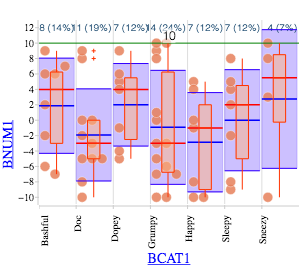 8 (14%) 11 (19%) 7 (12%) 14 (24%) 7 (12%) 7 (12%) 4 (7%)
10
12
10
8
6
4
2
0
−2
−4
−6
−8
−10
BNUM1
Bashful
Doc
Dopey
Grumpy
Happy
Sleepy
Sneezy
BCAT1